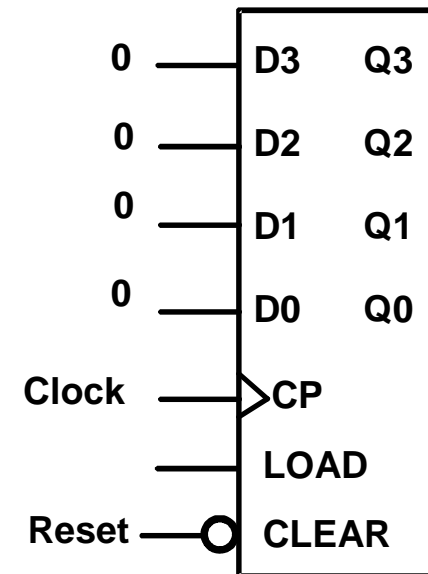 0 D3 Q3
0 D2 Q2
0 D1 Q1
0 D0 Q0
Clock CP
LOAD
Reset CLEAR